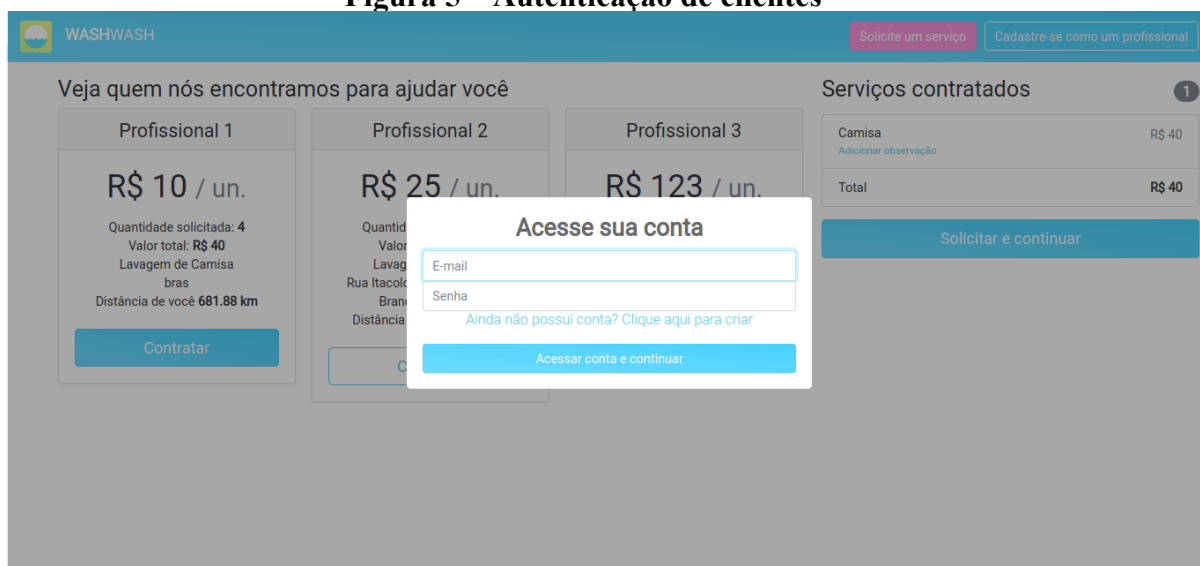 Autenticação de clientes
WASHWASH
Solicite um serviço
Cadastre-se como um profissional
Veja quem nós encontramos para ajudar você
Profissional 1
R$ 10 / un.
Quantidade solicitada: 4
Valor total: R$ 40
Lavagem de Camisa
bras
Distância de você 681.88 km
Contratar
Profissional 2
R$ 25 / un.
Distância
Profissional 3
R$ 123 / un.
Serviços contratados
1
Camisa
R$ 40
Adicionar observação
Total
R$ 40
Solicitar e continuar
Acesse sua conta
E-mail
Senha
Ainda não possuí conta? Clique aqui para criar
Acessar conta e continuar